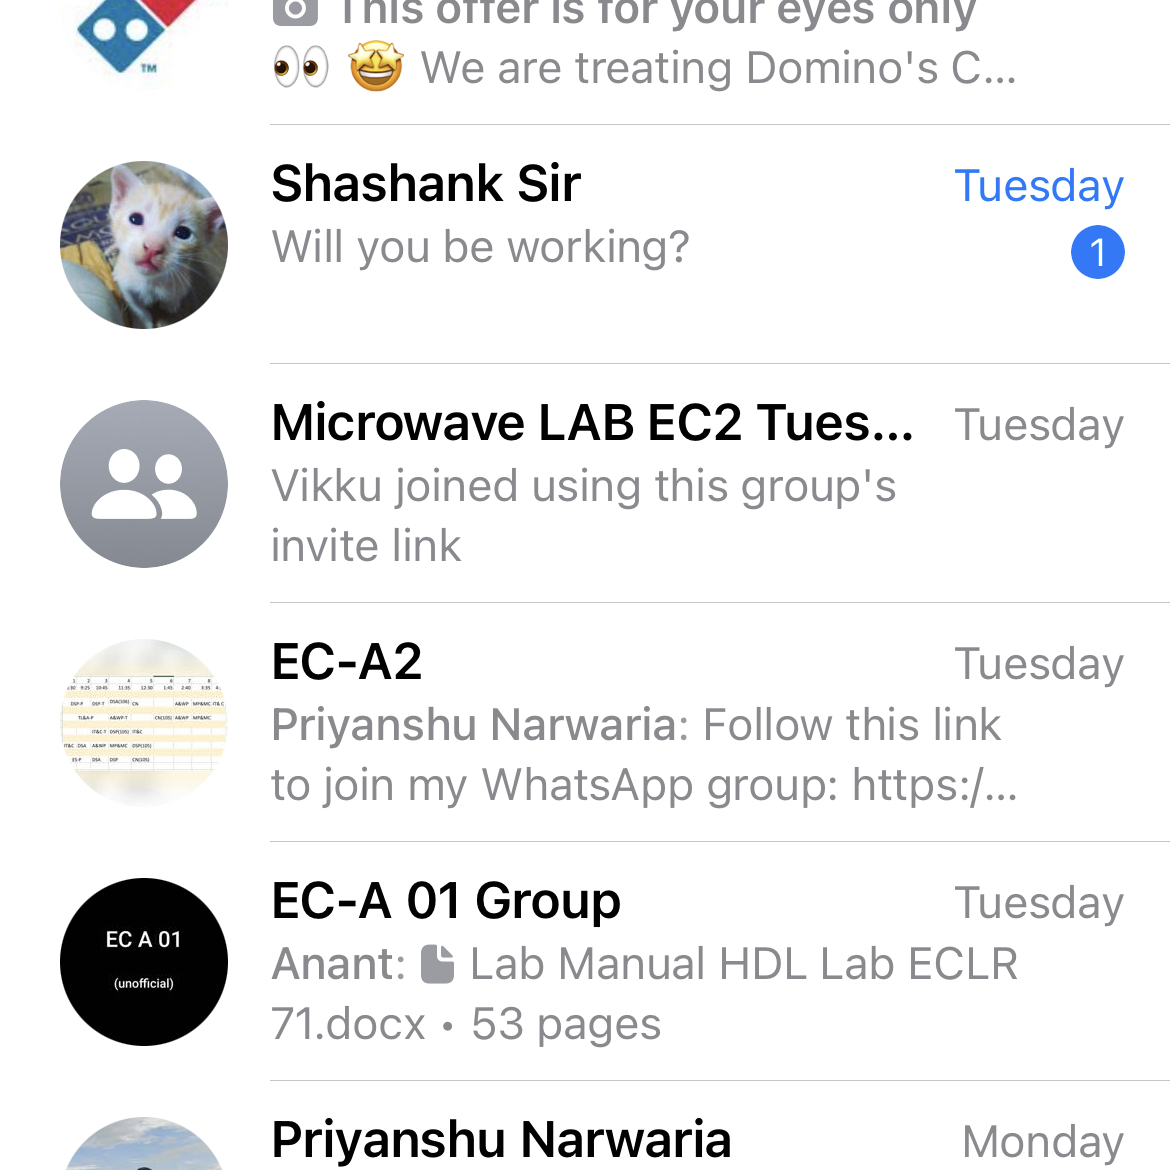 This offer is for your eyes only
TM
👀 🤩 We are treating Domino's C...
Shashank Sir
Tuesday
Will you be working?
1
Microwave LAB EC2 Tues...
Tuesday
Vikku joined using this group's
invite link
EC-A2
Tuesday
Priyanshu Narwaria: Follow this link
to join my WhatsApp group: https:/...
EC-A 01 Group
Tuesday
EC A 01
(unofficial)
Anant: Lab Manual HDL Lab ECLR
71.docx • 53 pages
Priyanshu Narwaria
Monday